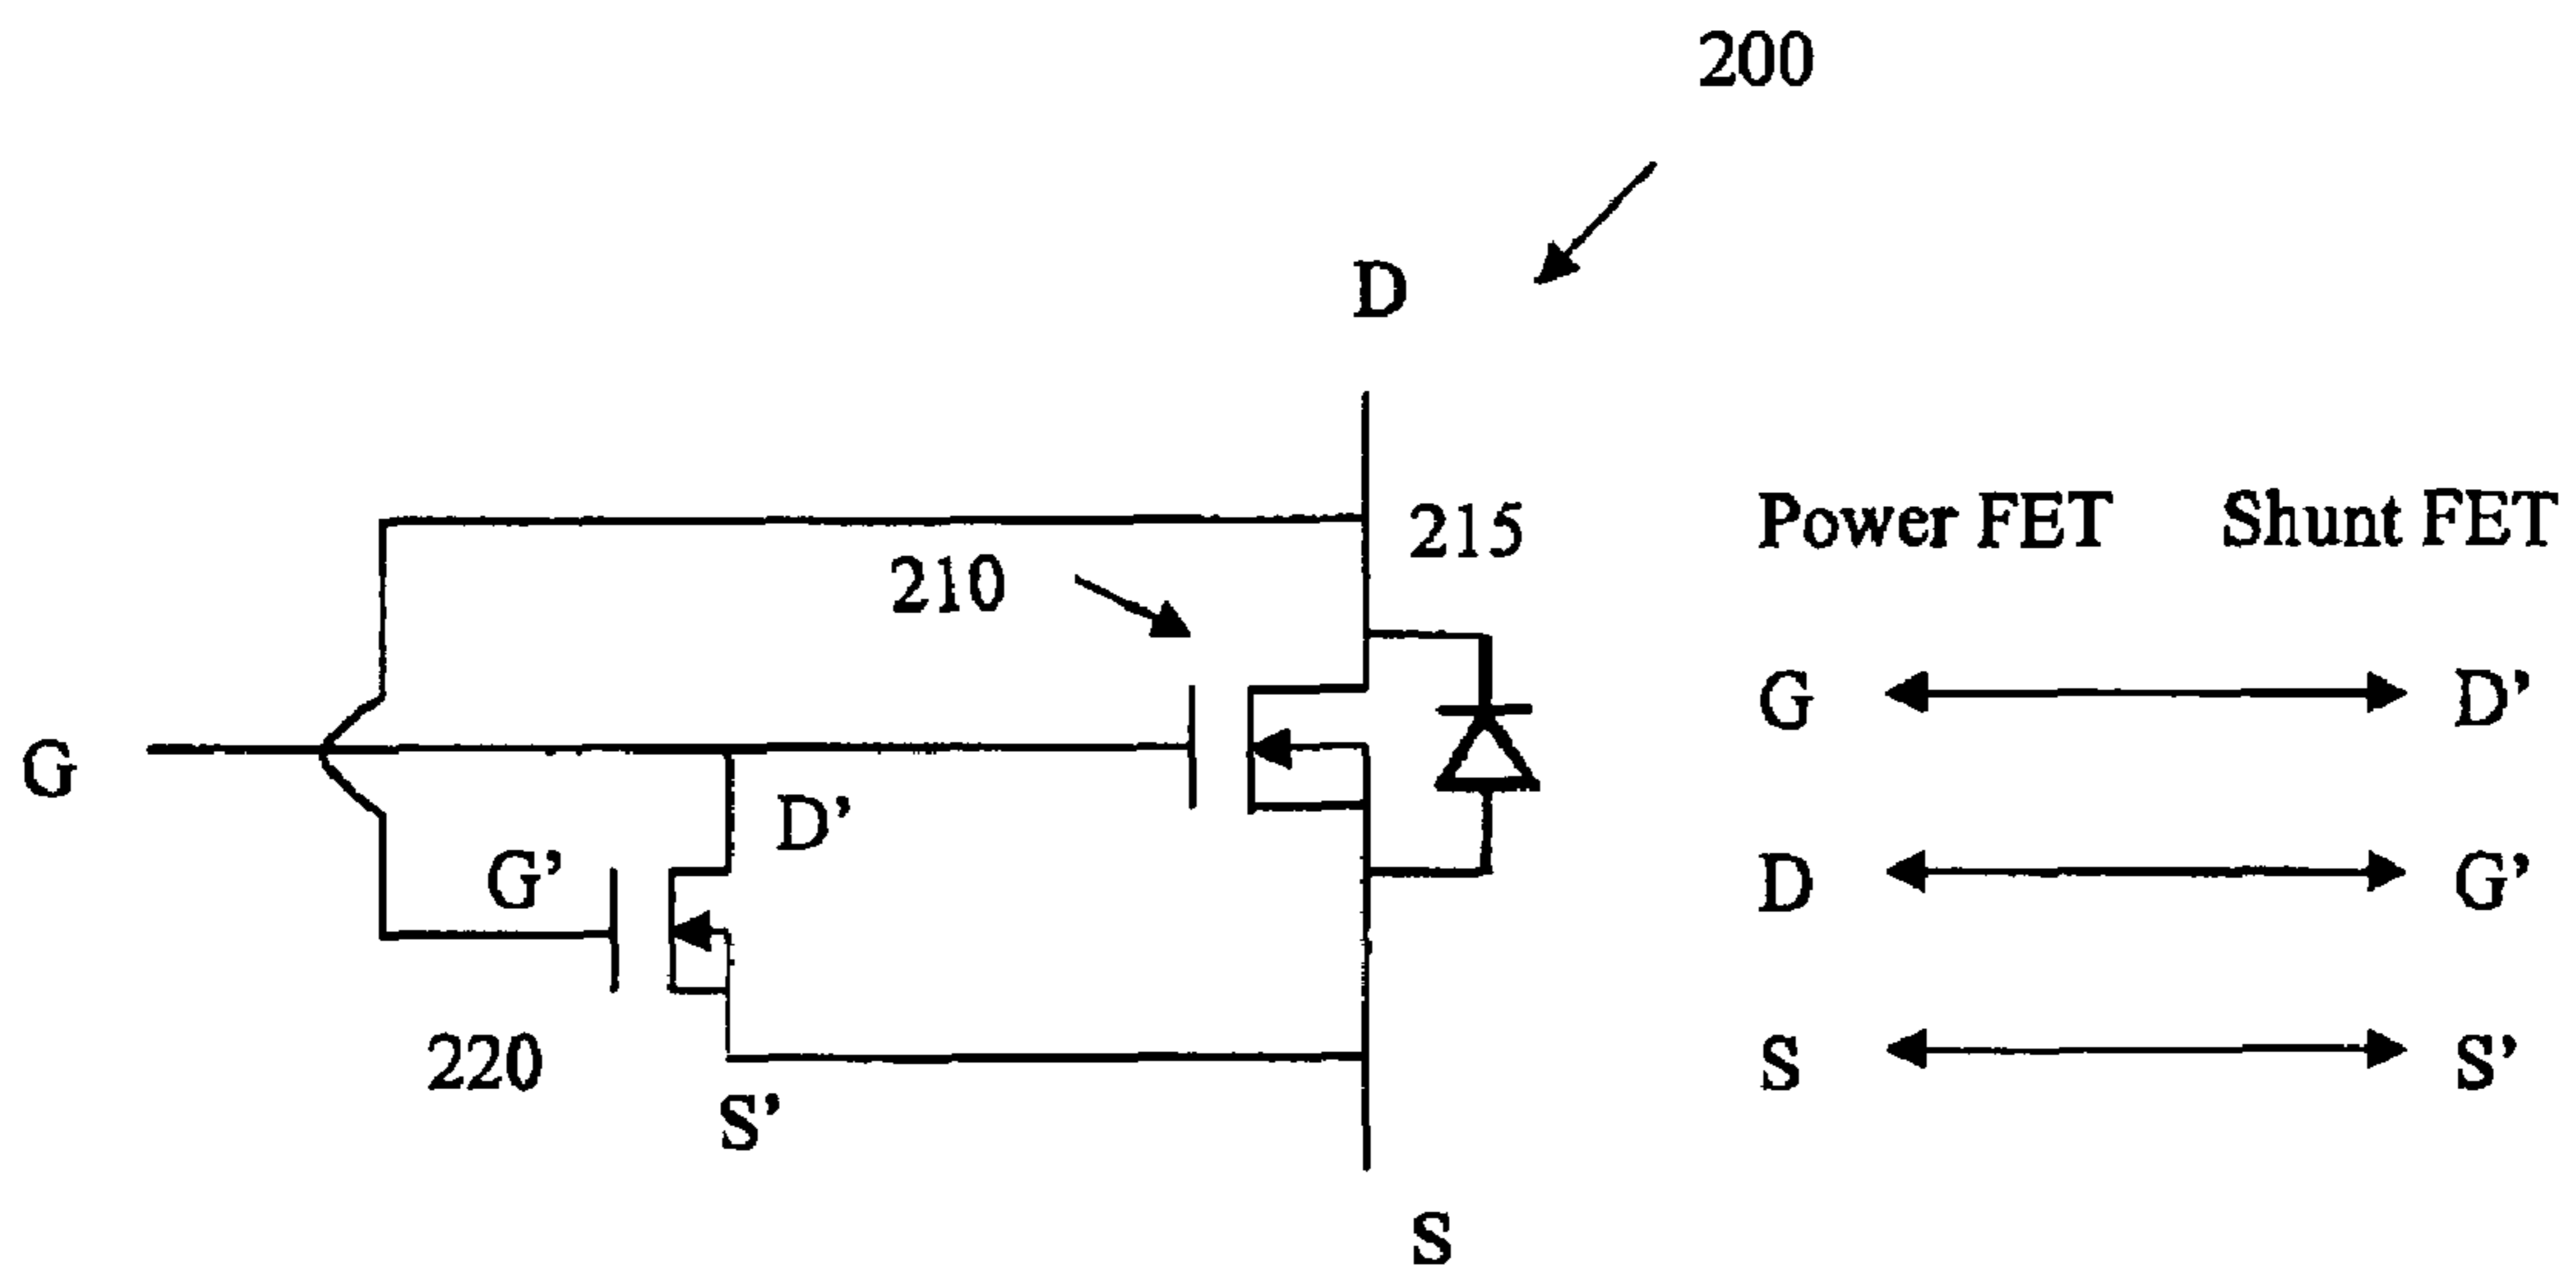 200
D
215
Power FET Shunt FET
210
G D’
G
D’
G’
D G’
220
S’
S S’
S